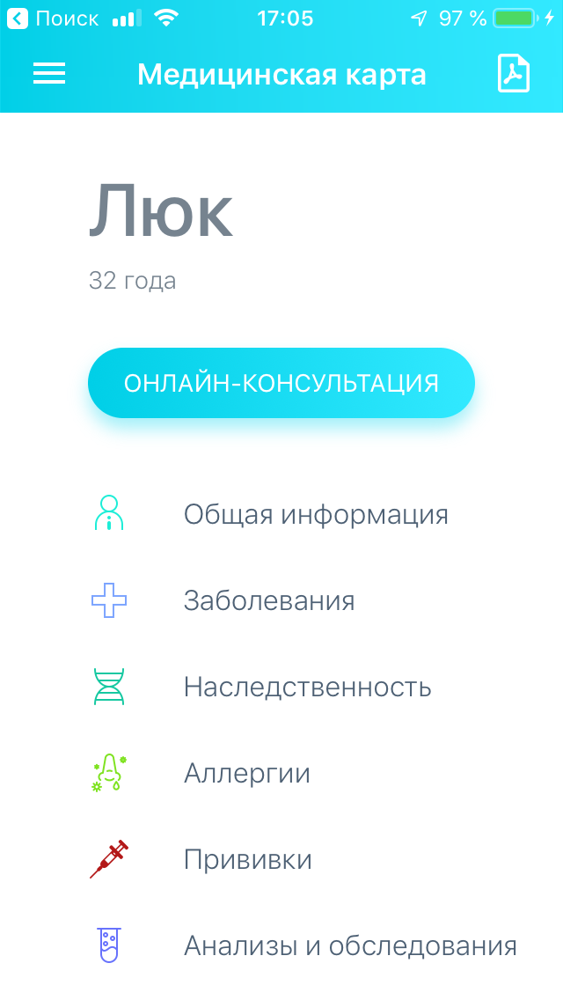 Поиск 17:05 97 %
Медицинская карта
Люк
32 года
ОНЛАЙН-КОНСУЛЬТАЦИЯ
Общая информация
Заболевания
Наследственность
Аллергии
Прививки
Анализы и обследования